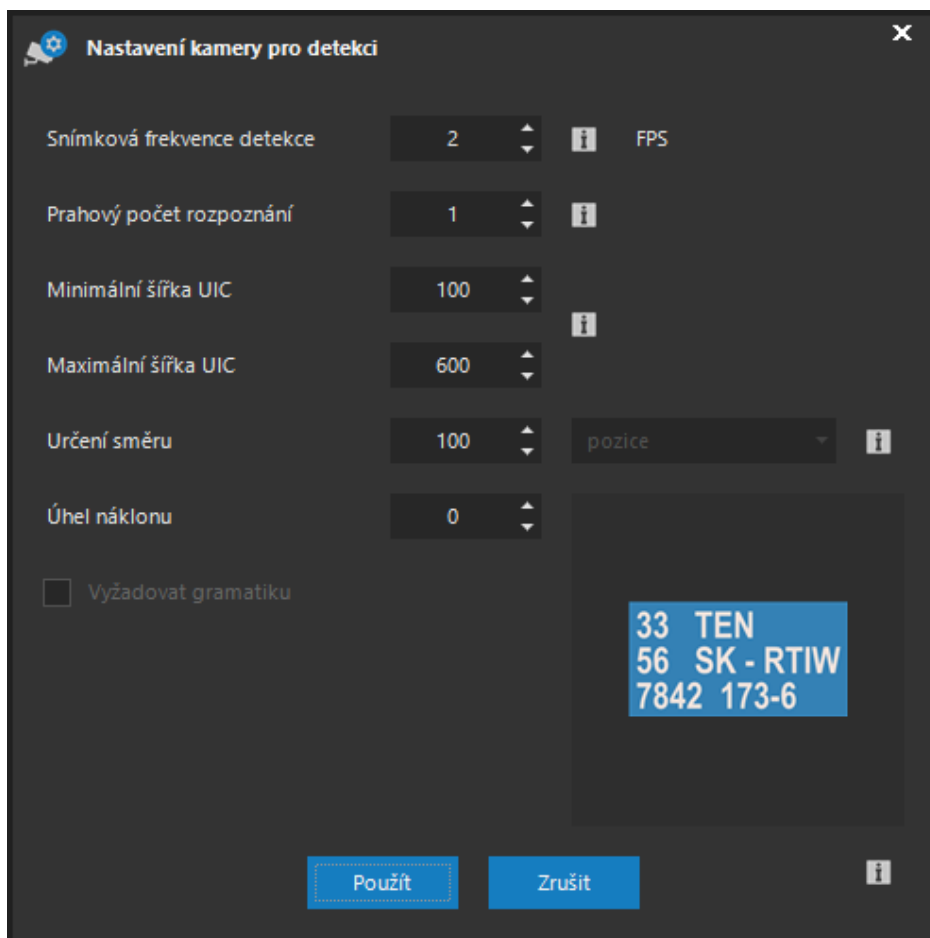 Nastavení kamery pro detekci
Snímková frekvence detekce 2 FPS
Prahový počet rozpoznání 1
Minimální šířka UIC 100
Maximální šířka UIC 600
Určení směru 100 pozice
Úhel náklonu 0
Vyžadovat gramatiku
33 TEN
56 SK - RTIW
7842 173-6
Použít Zrušit